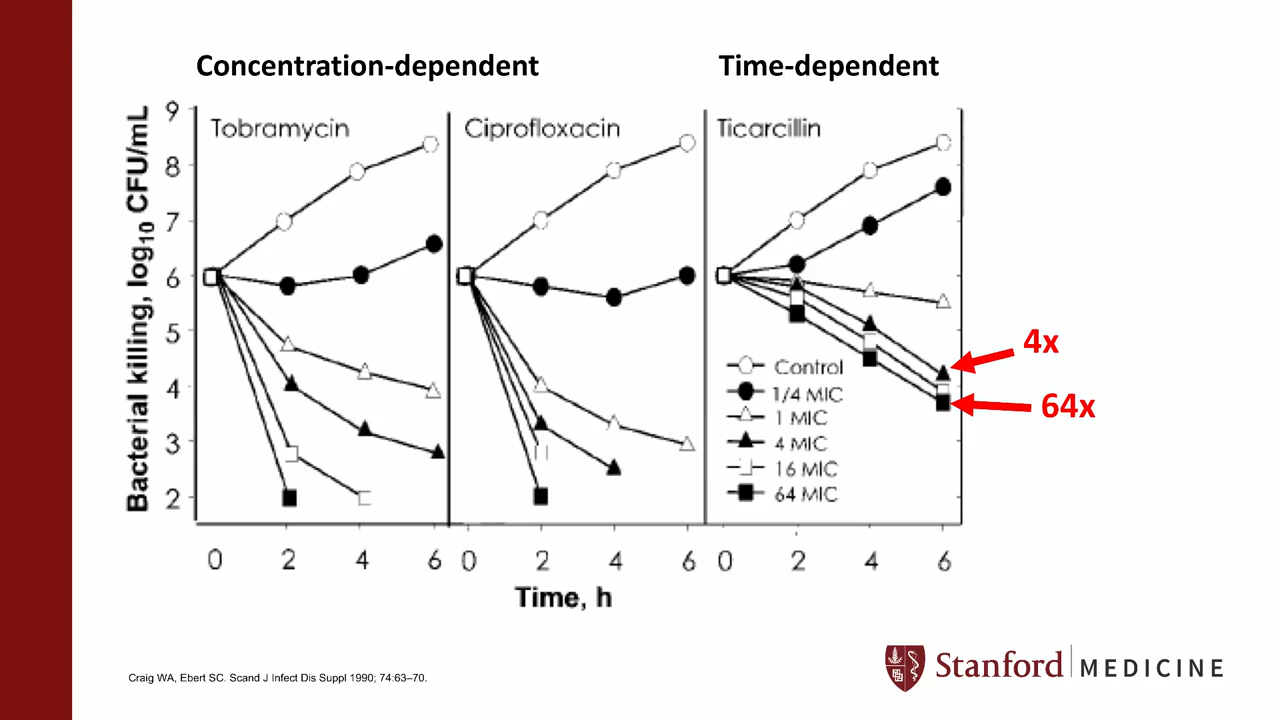 Concentration-dependent
Time-dependent
Bacterial killing, log10 CFU/mL
9
8
7
6
5
4
3
2
Tobramycin
Ciprofloxacin
Ticarcillin
Control
1/4 MIC
1 MIC
4 MIC
16 MIC
64 MIC
4x
64x
0 2 4 6 0 2 4 6 0 2 4 6
Time, h
Craig WA, Ebert SC. Scand J Infect Dis Suppl 1990; 74:63–70.
Stanford MEDICINE